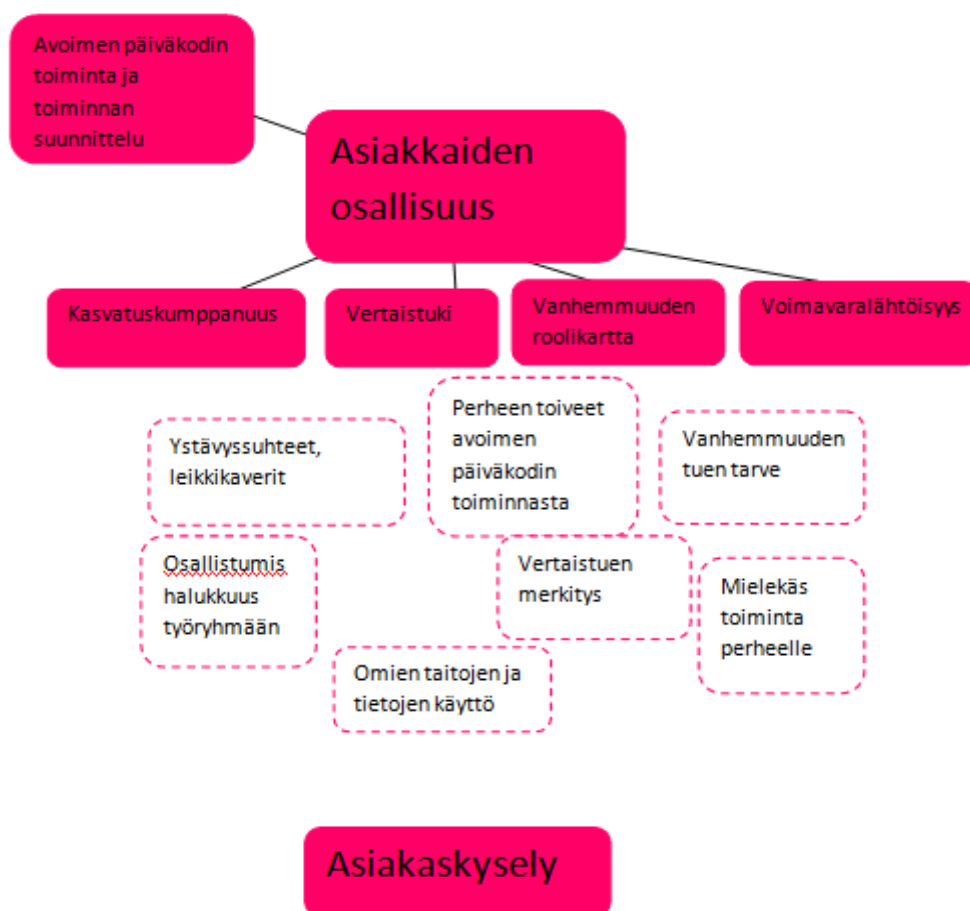 Avoimen päiväkodin
toiminta ja
toiminnan
suunnittelu
Asiakkaiden
osallisuus
Kasvatuskumppanuus
Vertaistuki
Vanhemmuuden
roolikartta
Voimavaralähtöisyys
Ystävyssuhteet,
leikkikaverit
Perheen toiveet
avoimen
päiväkodin
toiminnasta
Vanhemmuuden
tuen tarve
Osallistumis
halukkuus
työryhmään
Vertaistuen
merkitys
Mielekäs
toiminta
perheelle
Omien taitojen ja
tietojen käyttö
Asiakaskysely